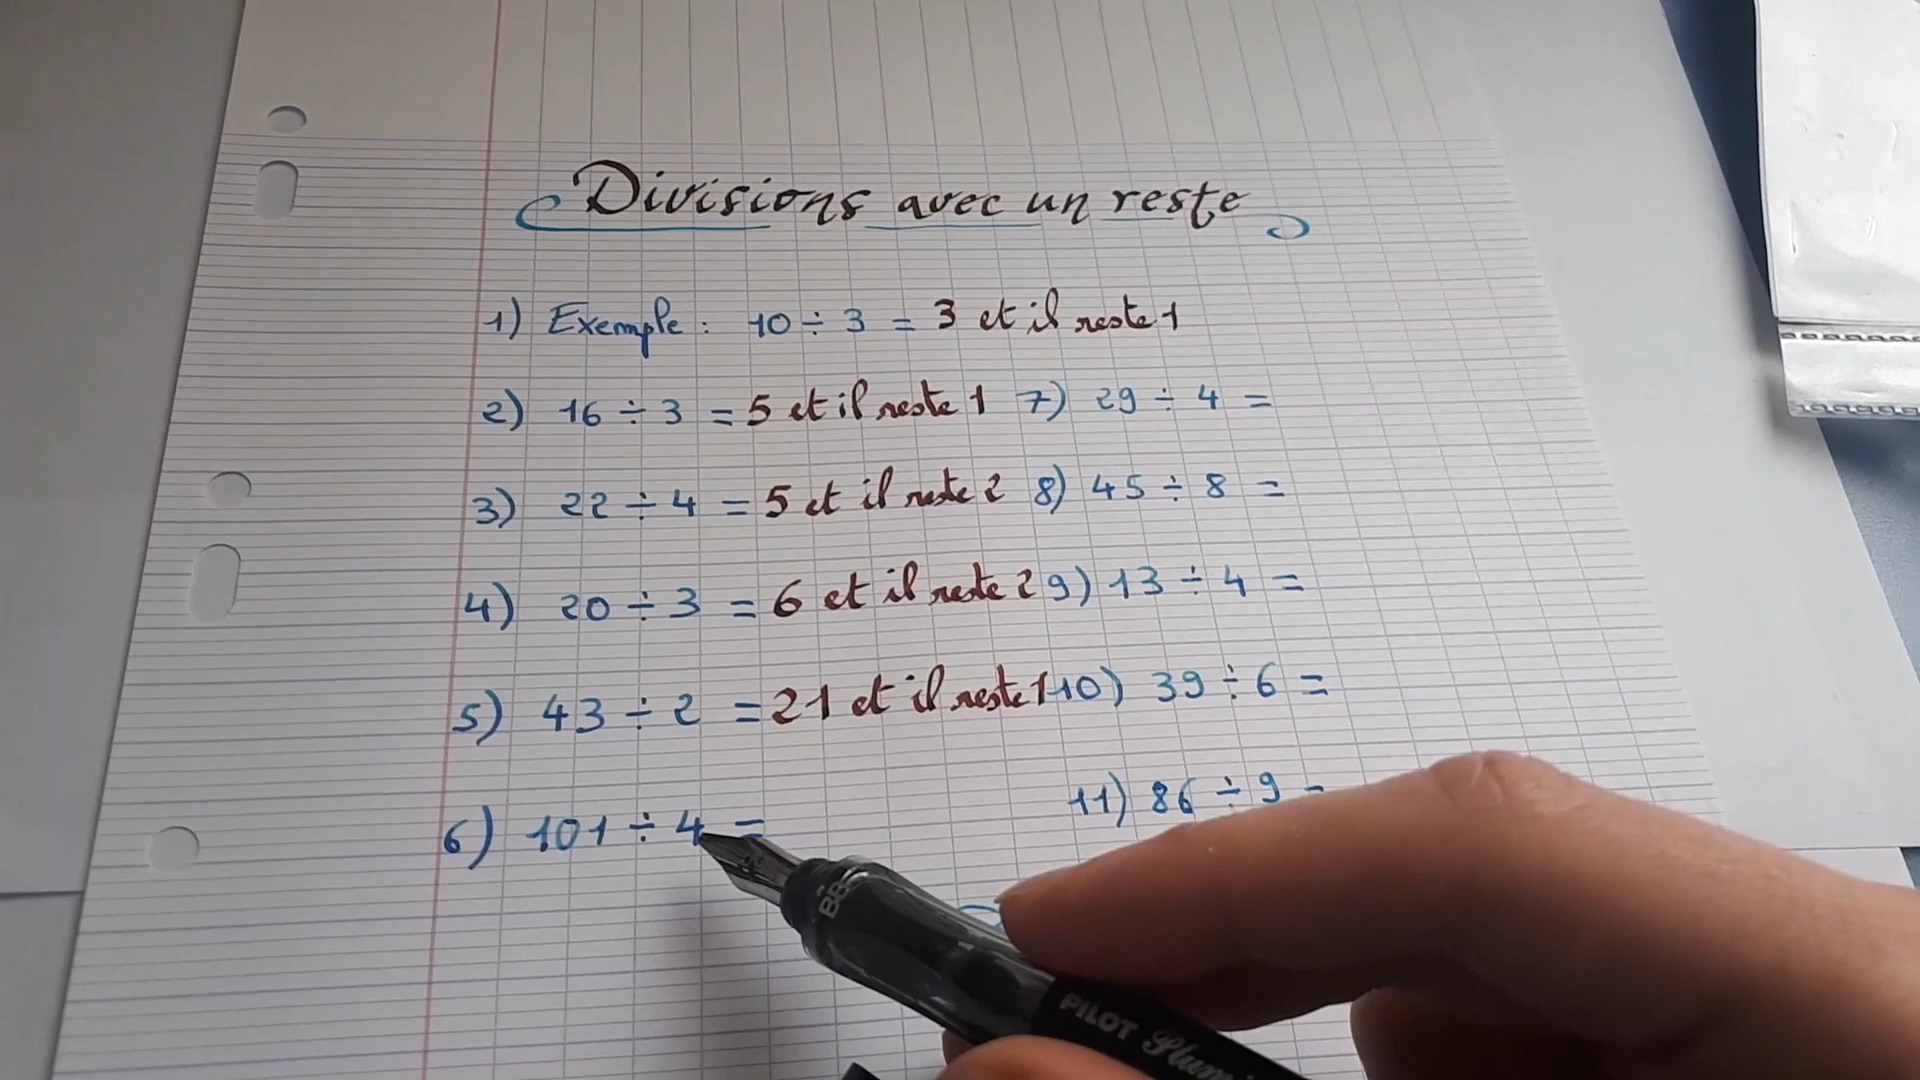 Divisions avec un reste
1) Exemple : 10 ÷ 3 = 3 et il reste 1
2) 16 ÷ 3 = 5 et il reste 1 7) 29 ÷ 4 =
3) 22 ÷ 4 = 5 et il reste 2 8) 45 ÷ 8 =
4) 20 ÷ 3 = 6 et il reste 2 9) 13 ÷ 4 =
5) 43 ÷ 2 = 21 et il reste 1 10) 39 ÷ 6 =
6) 101 ÷ 4 = 11) 86 ÷ 9 =
BB
PILOT